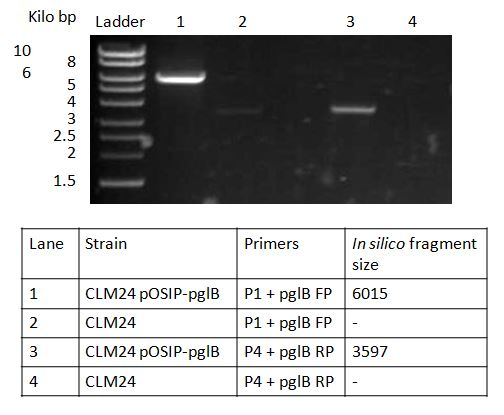 Kilo bp Ladder 1 2 3 4
10
8
6
5
4
3
2.5
2
1.5
Lane Strain Primers In silico fragment size
1 CLM24 pOSIP-pglB P1 + pglB FP 6015
2 CLM24 P1 + pglB FP -
3 CLM24 pOSIP-pglB P4 + pglB RP 3597
4 CLM24 P4 + pglB RP -